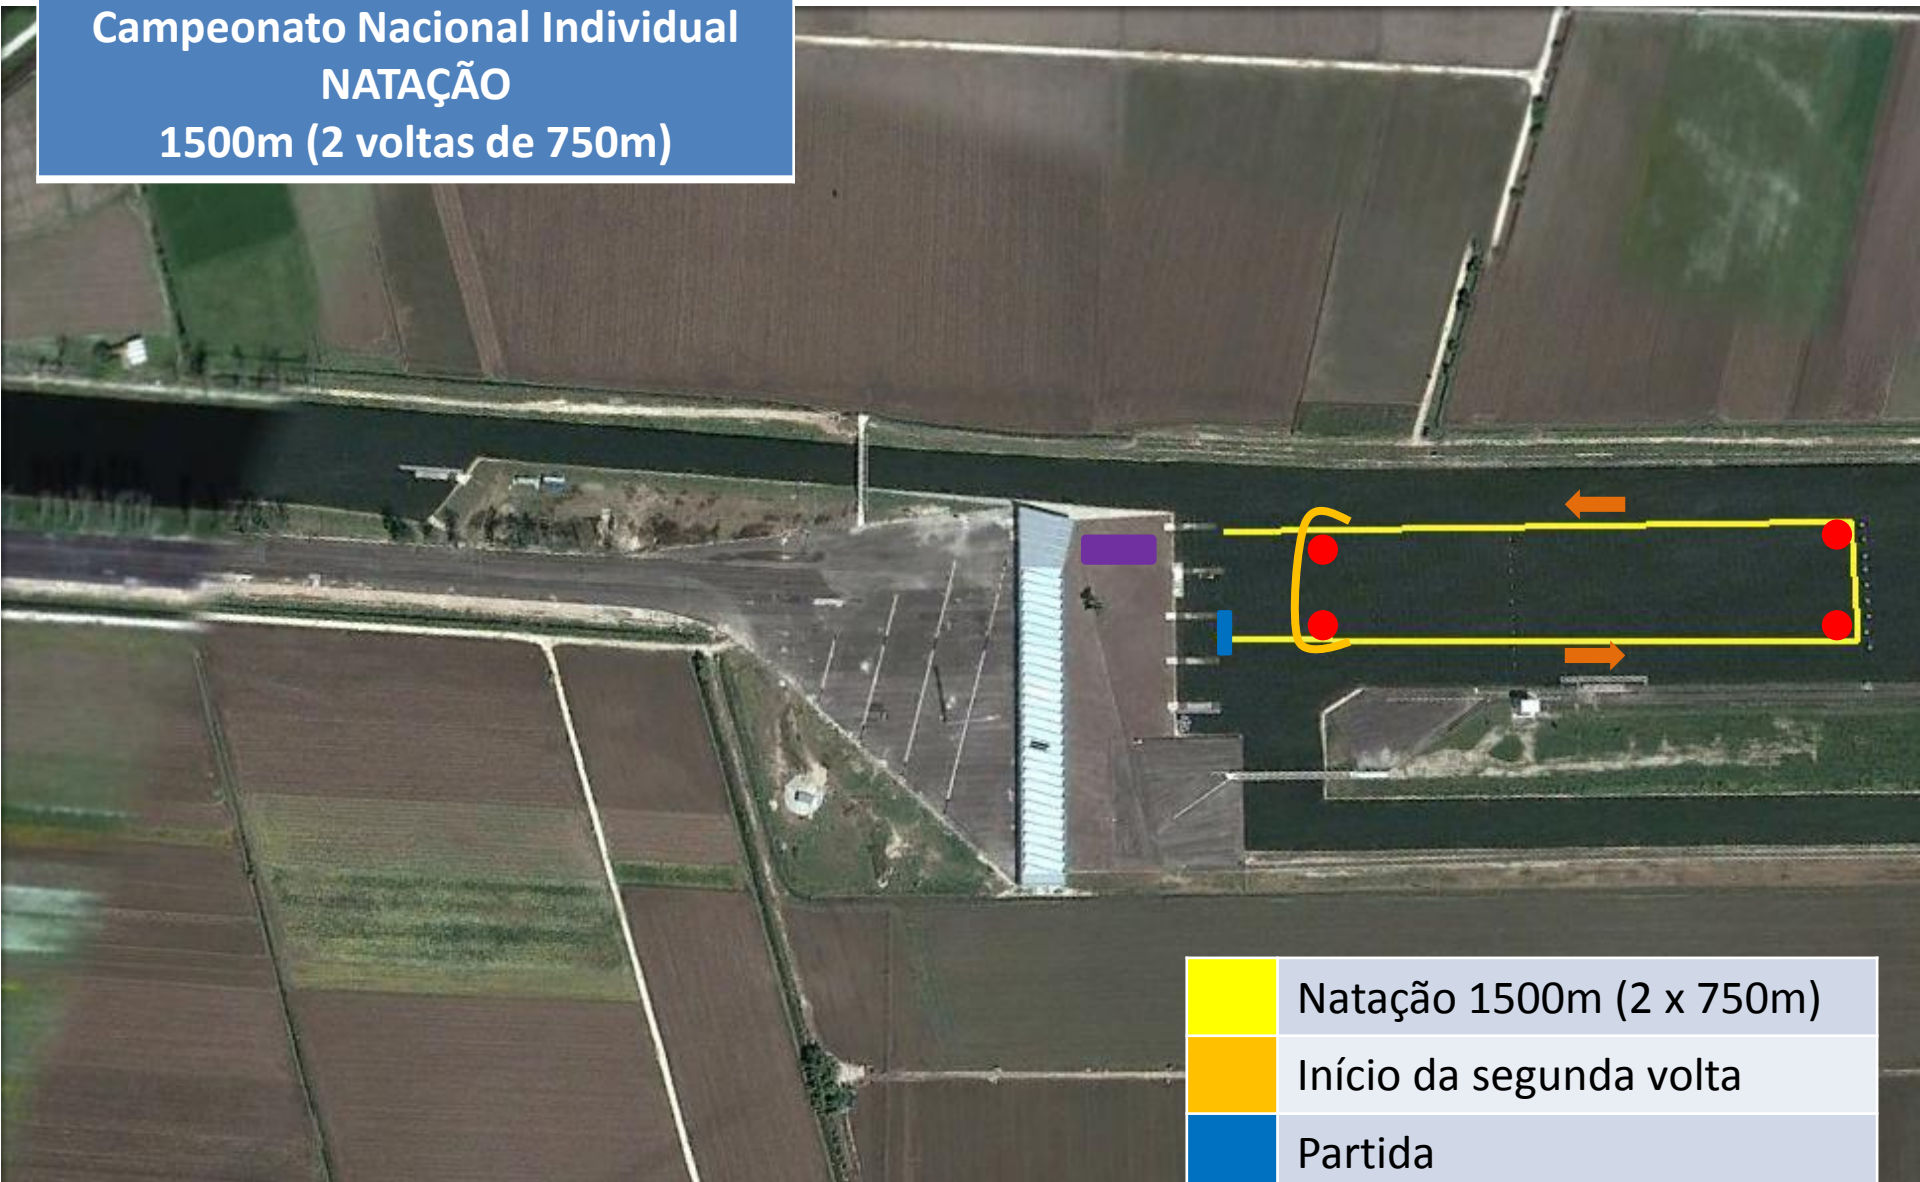 Campeonato Nacional Individual
NATAÇÃO
1500m (2 voltas de 750m)
Natação 1500m (2 x 750m)
Início da segunda volta
Partida